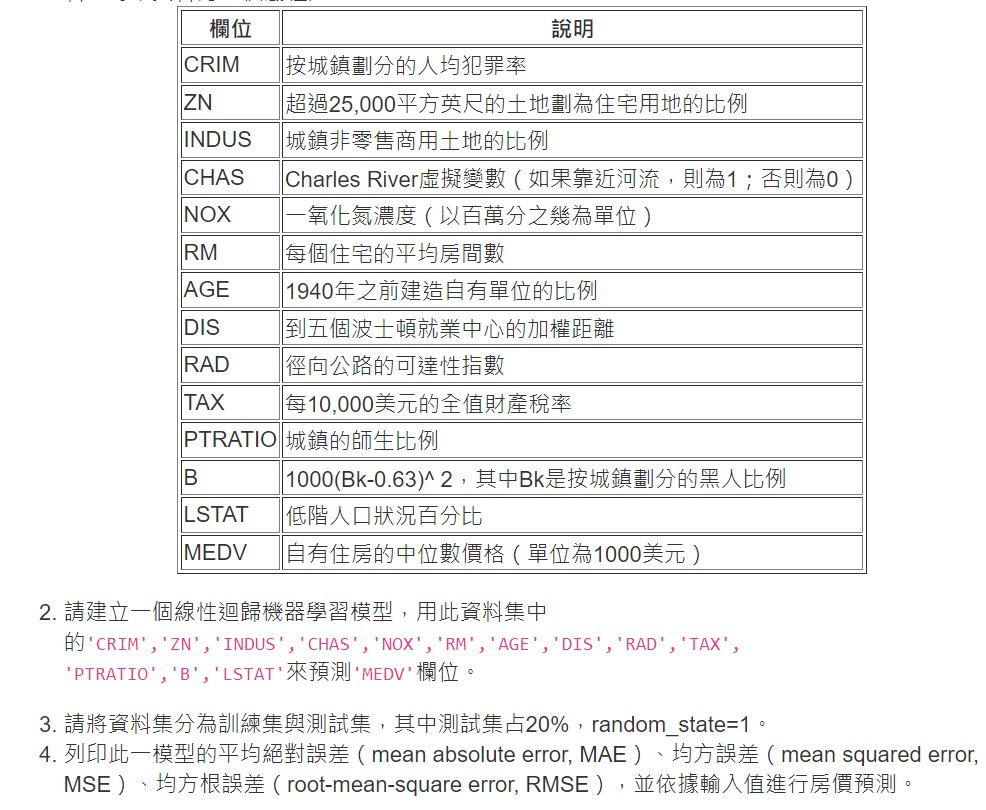 欄位 說明
CRIM 按城鎮劃分的人均犯罪率
ZN 超過25,000平方英尺的土地劃為住宅用地的比例
INDUS 城鎮非零售商用土地的比例
CHAS Charles River虛擬變數（如果靠近河流，則為1；否則為0）
NOX 一氧化氮濃度（以百萬分之幾為單位）
RM 每個住宅的平均房間數
AGE 1940年之前建造自有單位的比例
DIS 到五個波士頓就業中心的加權距離
RAD 徑向公路的可達性指數
TAX 每10,000美元的全值財產稅率
PTRATIO 城鎮的師生比例
B 1000(Bk-0.63)^ 2，其中Bk是按城鎮劃分的黑人比例
LSTAT 低階人口狀況百分比
MEDV 自有住房的中位數價格（單位為1000美元）
2. 請建立一個線性迴歸機器學習模型，用此資料集中
的'CRIM','ZN','INDUS','CHAS','NOX','RM','AGE','DIS','RAD','TAX',
'PTRATIO','B','LSTAT'來預測'MEDV'欄位。
3. 請將資料集分為訓練集與測試集，其中測試集占20%，random_state=1。
4. 列印此一模型的平均絕對誤差（mean absolute error, MAE）、均方誤差（mean squared error,
MSE）、均方根誤差（root-mean-square error, RMSE），並依據輸入值進行房價預測。